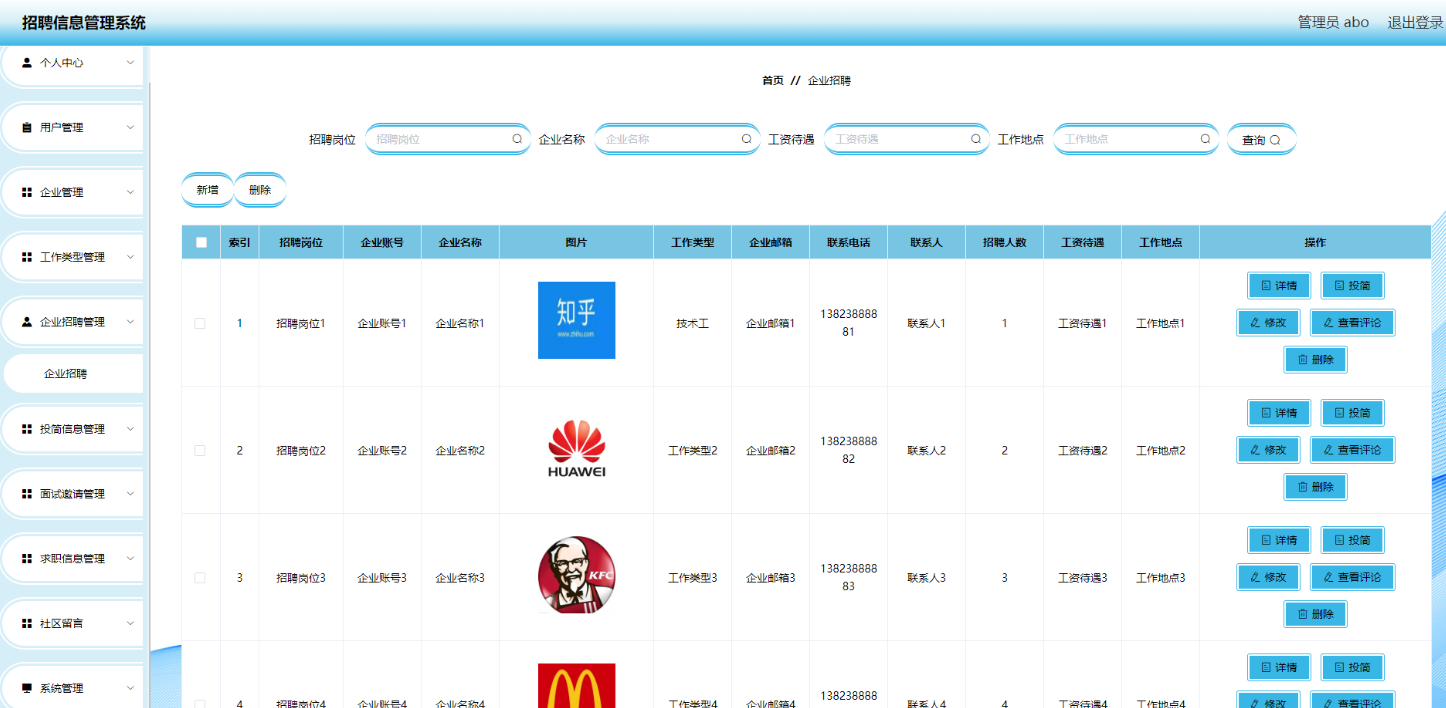 招聘信息管理系统
管理员 abo 退出登录
个人中心
用户管理
企业管理
工作类型管理
企业招聘管理
企业招聘
投简信息管理
面试邀请管理
求职信息管理
社区留言
系统管理
首页 // 企业招聘
招聘岗位 招聘岗位 企业名称 企业名称 工资待遇 工资待遇 工作地点 工作地点 查询
新增 删除
索引 招聘岗位 企业账号 企业名称 图片 工作类型 企业邮箱 联系电话 联系人 招聘人数 工资待遇 工作地点 操作
知乎
www.zhihu.com
1 招聘岗位1 企业账号1 企业名称1 技术工 企业邮箱1 13823888881 联系人1 1 工资待遇1 工作地点1
详情 投简
修改 查看评论
删除
HUAWEI
2 招聘岗位2 企业账号2 企业名称2 工作类型2 企业邮箱2 13823888882 联系人2 2 工资待遇2 工作地点2
详情 投简
修改 查看评论
删除
KFC
3 招聘岗位3 企业账号3 企业名称3 工作类型3 企业邮箱3 13823888883 联系人3 3 工资待遇3 工作地点3
详情 投简
修改 查看评论
删除
4 招聘岗位4 企业账号4 企业名称4 工作类型4 企业邮箱4 138238888 联系人4 4 工资待遇4 工作地点4
详情 投简
修改 查看评论